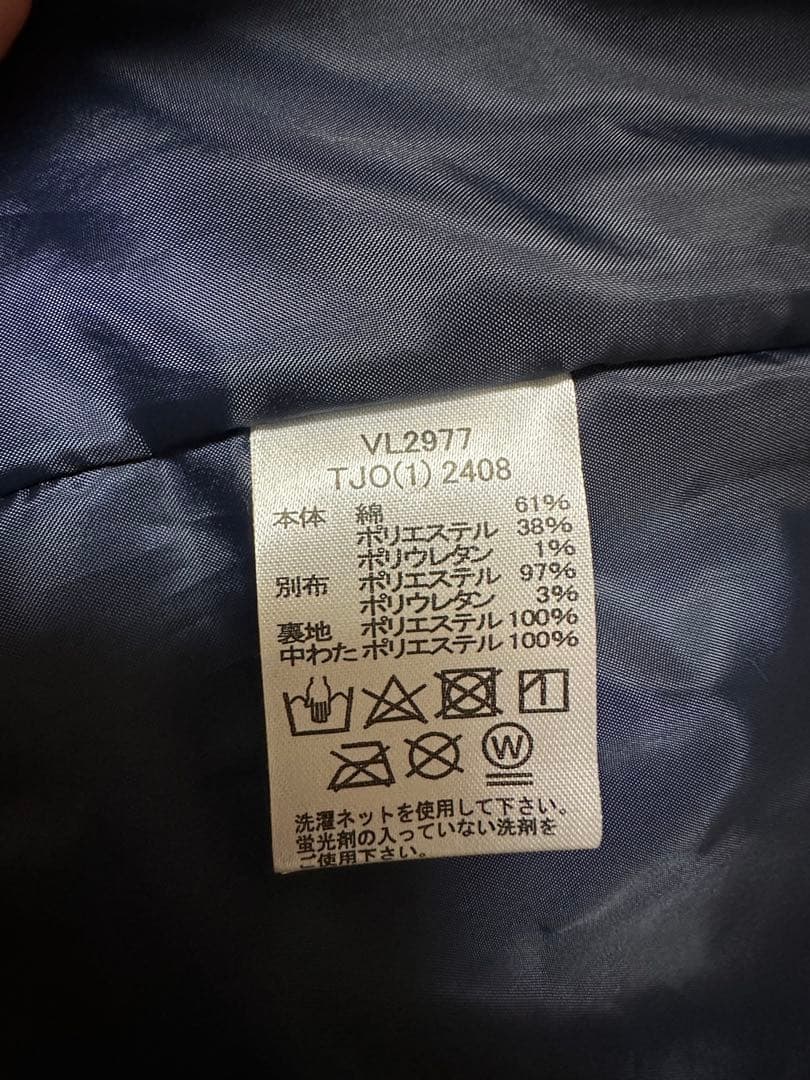 VL2977
TJO(1) 2408
本体 綿 61%
ポリエステル 38%
ポリウレタン 1%
別布 ポリエステル 97%
ポリウレタン 3%
裏地 ポリエステル 100%
中わた ポリエステル 100%
W
洗濯ネットを使用して下さい。
蛍光剤の入っていない洗剤を
ご使用下さい。